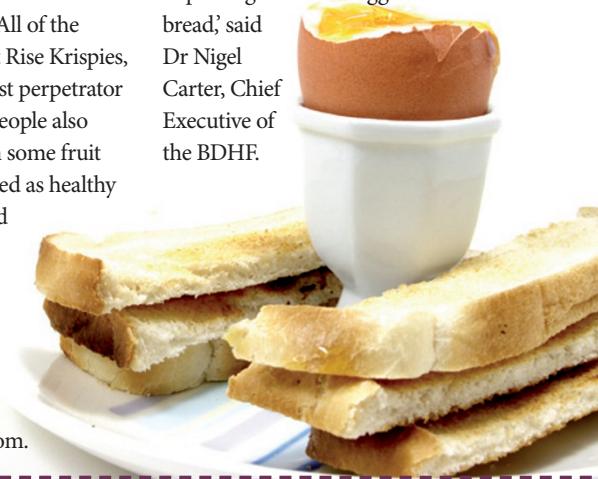 All of the
Rise Krispies,
st perpetrator
eople also
some fruit
ed as healthy
d
om.
bread,' said
Dr Nigel
Carter, Chief
Executive of
the BDHF.